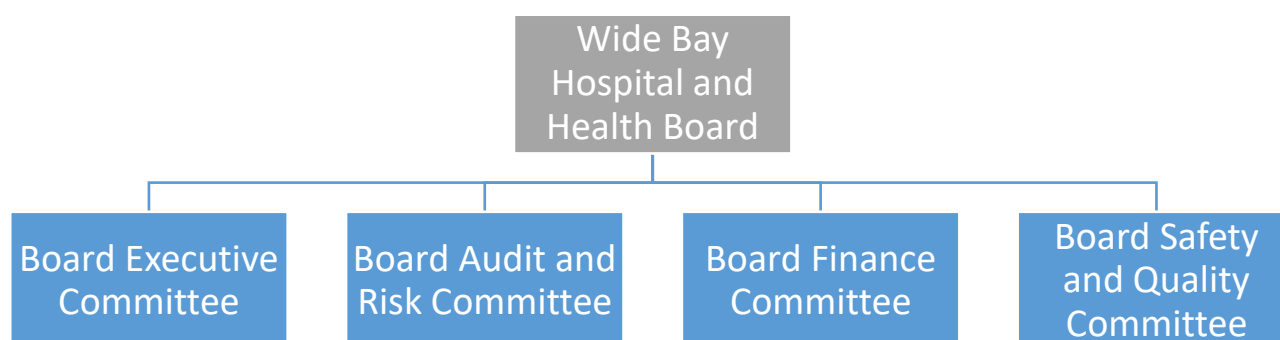 Wide Bay
Hospital and
Health Board
Board Executive
Committee
Board Audit and
Risk Committee
Board Finance
Committee
Board Safety
and Quality
Committee